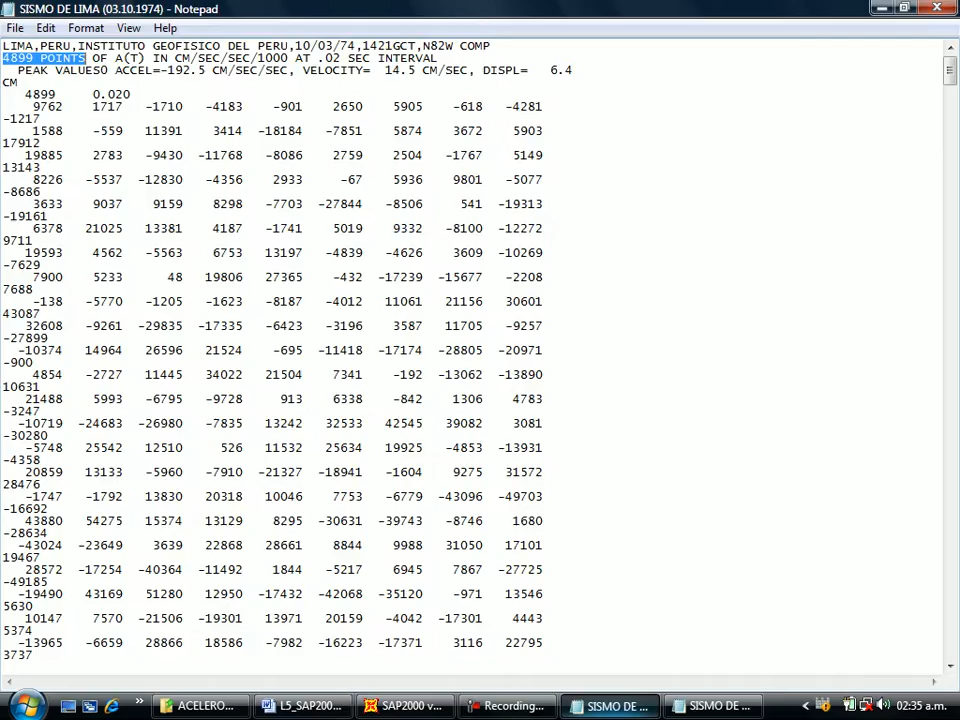 SISMO DE LIMA (03.10.1974) - Notepad
File Edit Format View Help
LIMA,PERU,INSTITUTO GEOFISICO DEL PERU,10/03/74,1421GCT,N82W COMP
4899 POINTS OF A(T) IN CM/SEC/SEC/1000 AT .02 SEC INTERVAL
PEAK VALUES0 ACCEL=-192.5 CM/SEC/SEC, VELOCITY= 14.5 CM/SEC, DISPL= 6.4
CM
4899 0.020
9762 1717 -1710 -4183 -901 2650 5905 -618 -4281
-1217
1588 -559 11391 3414 -18184 -7851 5874 3672 5903
17912
19885 2783 -9430 -11768 -8086 2759 2504 -1767 5149
13143
8226 -5537 -12830 -4356 2933 -67 5936 9801 -5077
-8686
3633 9037 9159 8298 -7703 -27844 -8506 541 -19313
-19161
6378 21025 13381 4187 -1741 5019 9332 -8100 -12272
9711
19593 4562 -5563 6753 13197 -4839 -4626 3609 -10269
-7629
7900 5233 48 19806 27365 -432 -17239 -15677 -2208
7688
-138 -5770 -1205 -1623 -8187 -4012 11061 21156 30601
43087
32608 -9261 -29835 -17335 -6423 -3196 3587 11705 -9257
-27899
-10374 14964 26596 21524 -695 -11418 -17174 -28805 -20971
-900
4854 -2727 11445 34022 21504 7341 -192 -13062 -13890
10631
21488 5993 -6795 -9728 913 6338 -842 1306 4783
-3247
-10719 -24683 -26980 -7835 13242 32533 42545 39082 3081
-30280
-5748 25542 12510 526 11532 25634 19925 -4853 -13931
-4358
20859 13133 -5960 -7910 -21327 -18941 -1604 9275 31572
28476
-1747 -1792 13830 20318 10046 7753 -6779 -43096 -49703
-16692
43880 54275 15374 13129 8295 -30631 -39743 -8746 1680
-28634
-43024 -23649 3639 22868 28661 8844 9988 31050 17101
19467
28572 -17254 -40364 -11492 1844 -5217 6945 7867 -27725
-49185
-19490 43169 51280 12950 -17432 -42068 -35120 -971 13546
5630
10147 7570 -21506 -19301 13971 20159 -4042 -17301 4443
5374
-13965 -6659 28866 18586 -7982 -16223 -17371 3116 22795
3737
ACELERO... L5_SAP200... SAP2000 v... Recording... SISMO DE ... SISMO DE ... 02:35 a.m.